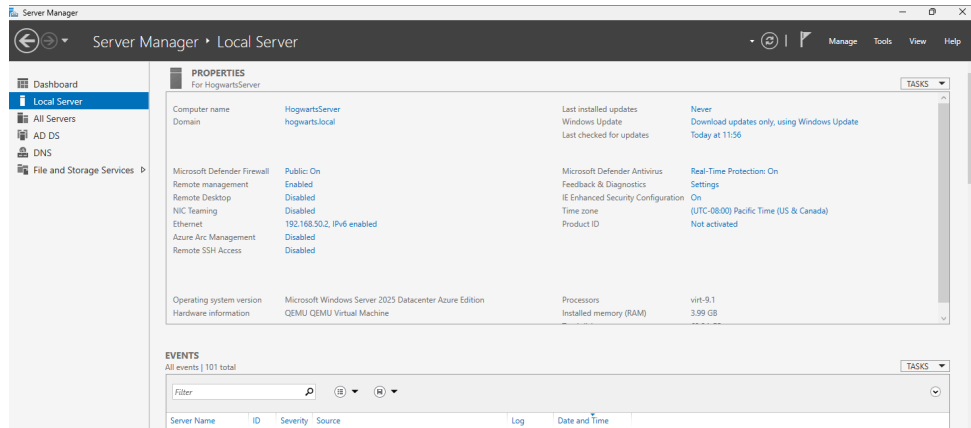 Server Manager
Server Manager ‣ Local Server
Manage Tools View Help
Dashboard
Local Server
All Servers
AD DS
DNS
File and Storage Services
PROPERTIES
For HogwartsServer
TASKS
Computer name HogwartsServer
Domain hogwarts.local
Last installed updates Never
Windows Update Download updates only, using Windows Update
Last checked for updates Today at 11:56
Microsoft Defender Firewall Public: On
Remote management Enabled
Remote Desktop Disabled
NIC Teaming Disabled
Ethernet 192.168.50.2, IPv6 enabled
Azure Arc Management Disabled
Remote SSH Access Disabled
Microsoft Defender Antivirus Real-Time Protection: On
Feedback & Diagnostics Settings
IE Enhanced Security Configuration On
Time zone (UTC-08:00) Pacific Time (US & Canada)
Product ID Not activated
Operating system version Microsoft Windows Server 2025 Datacenter Azure Edition
Hardware information QEMU QEMU Virtual Machine
Processors virt-9.1
Installed memory (RAM) 3.99 GB
EVENTS
All events | 101 total
TASKS
Filter
Server Name ID Severity Source Log Date and Time